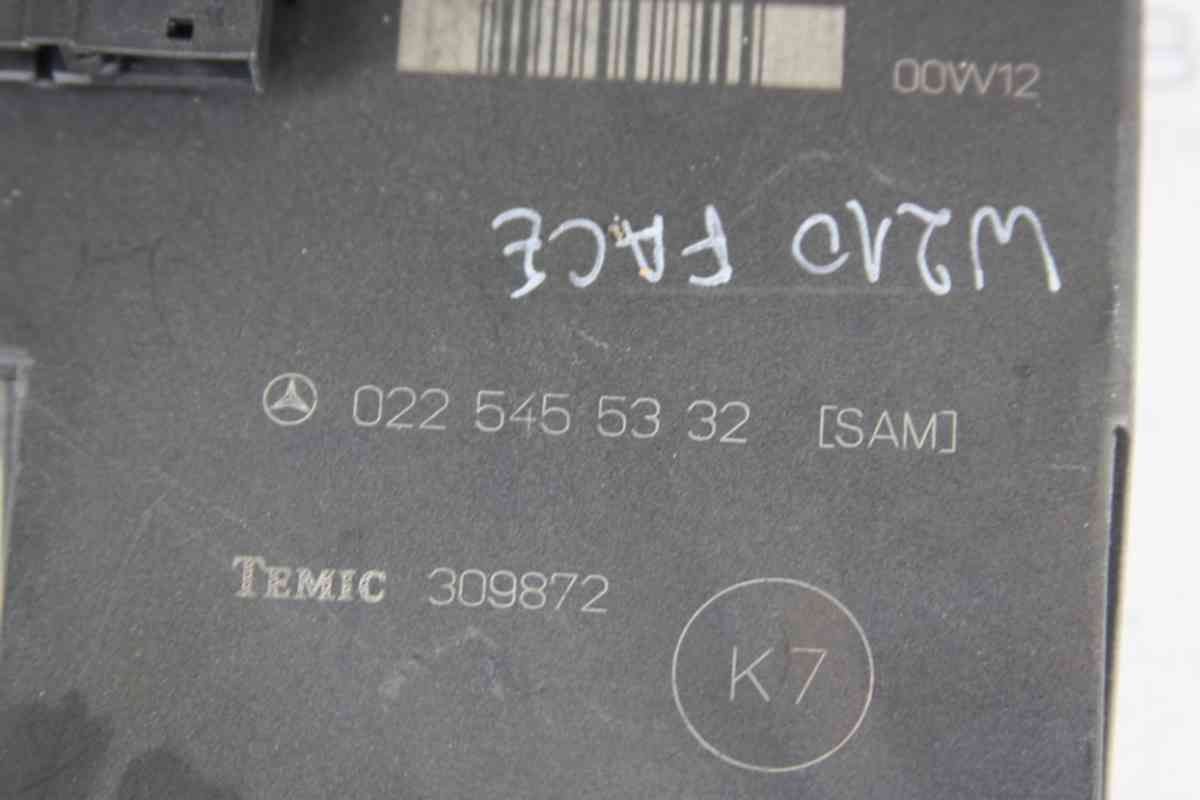 00W12
W210 FACE
022 545 53 32 [SAM]
TEMIC 309872
K7